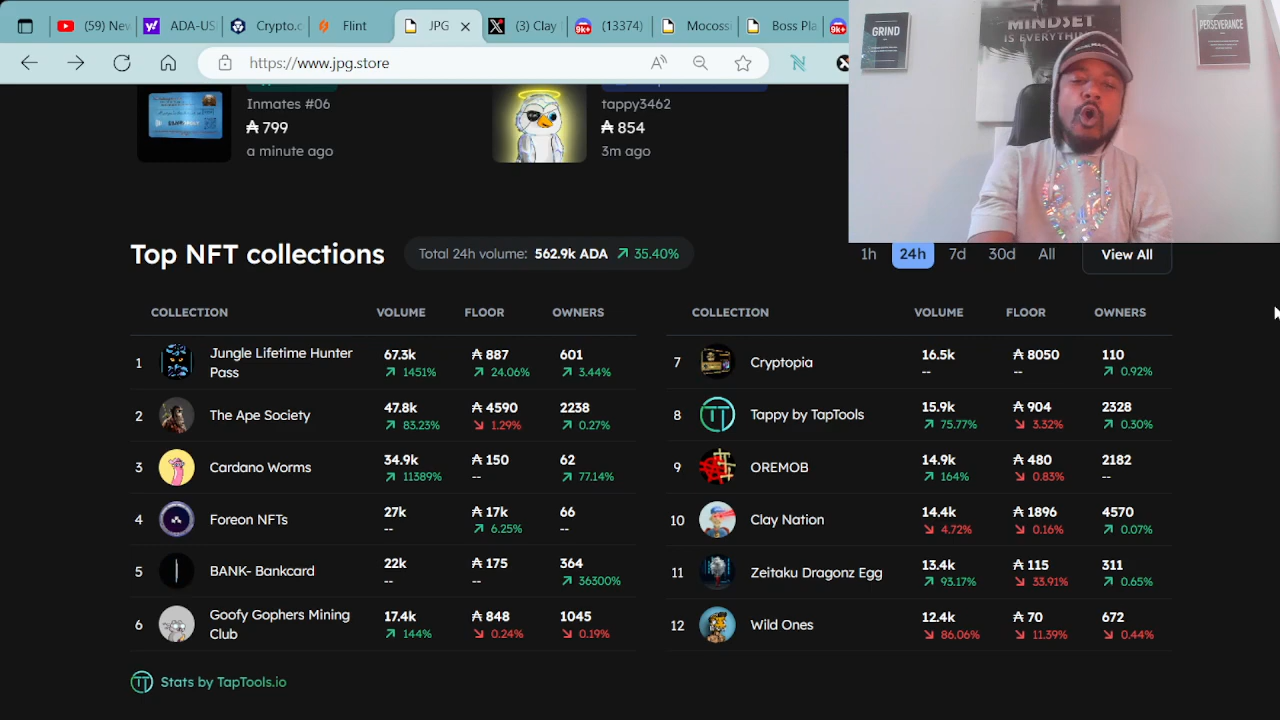 (59) Nev
ADA-US
Crypto.c
Flint
JPG
(3) Clay
9K+
(13374)
Mocoss
Boss Pla
9K+
https://www.jpg.store
GRIND
MINDSET
IS EVERYTHING
PERSEVERANCE
Inmates #06
₳ 799
a minute ago
tappy3462
₳ 854
3m ago
Top NFT collections
Total 24h volume: 562.9k ADA ↗ 35.40%
1h 24h 7d 30d All View All
COLLECTION VOLUME FLOOR OWNERS
1 Jungle Lifetime Hunter Pass 67.3k ₳ 887 601
↗ 1451% ↗ 24.06% ↗ 3.44%
2 The Ape Society 47.8k ₳ 4590 2238
↗ 83.23% ↘ 1.29% ↗ 0.27%
3 Cardano Worms 34.9k ₳ 150 62
↗ 11389% -- ↗ 77.14%
4 Foreon NFTs 27k ₳ 17k 66
-- ↗ 6.25% --
5 BANK- Bankcard 22k ₳ 175 364
-- -- ↗ 36300%
6 Goofy Gophers Mining Club 17.4k ₳ 848 1045
↗ 144% ↘ 0.24% ↘ 0.19%
COLLECTION VOLUME FLOOR OWNERS
7 Cryptopia 16.5k ₳ 8050 110
-- -- ↗ 0.92%
8 Tappy by TapTools 15.9k ₳ 904 2328
↗ 75.77% ↘ 3.32% ↗ 0.30%
9 OREMOB 14.9k ₳ 480 2182
↗ 164% ↘ 0.83% --
10 Clay Nation 14.4k ₳ 1896 4570
↘ 4.72% ↘ 0.16% ↗ 0.07%
11 Zeitaku Dragonz Egg 13.4k ₳ 115 311
↗ 93.17% ↘ 33.91% ↗ 0.65%
12 Wild Ones 12.4k ₳ 70 672
↘ 86.06% ↘ 11.39% ↘ 0.44%
Stats by TapTools.io